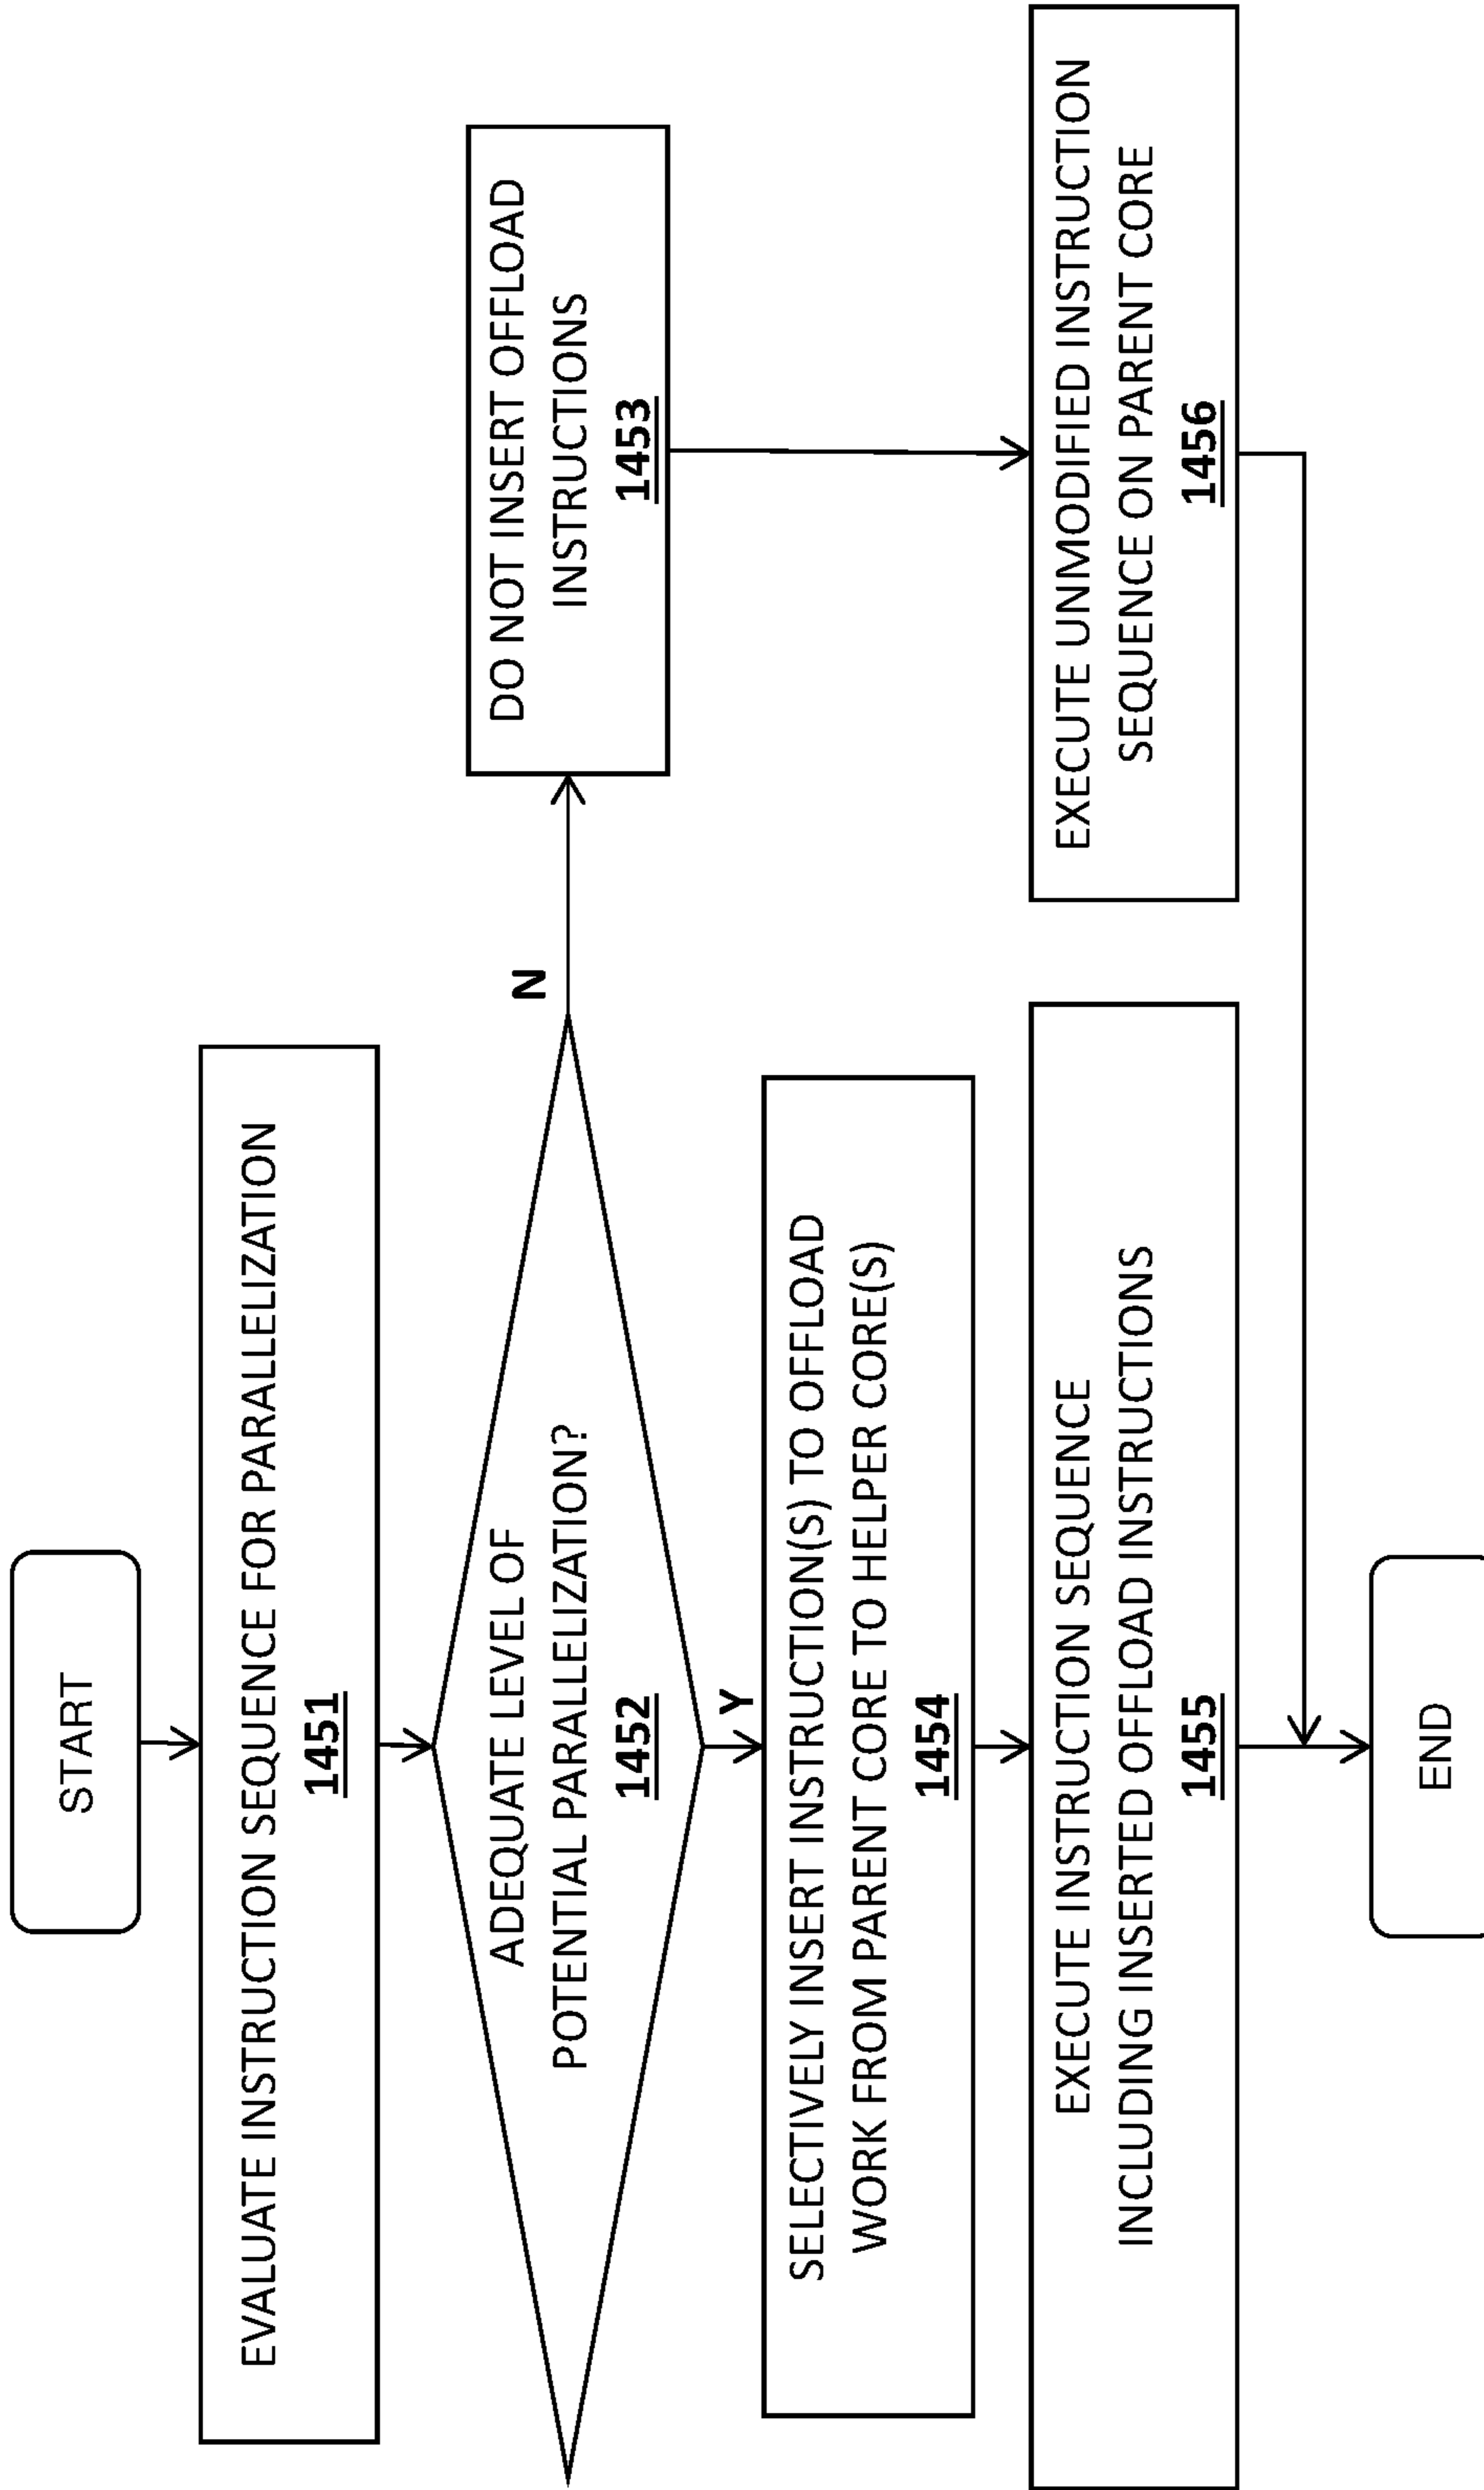 START
EVALUATE INSTRUCTION SEQUENCE FOR PARALLELIZATION
1451
ADEQUATE LEVEL OF
POTENTIAL PARALLELIZATION?
1452
N
DO NOT INSERT OFFLOAD
INSTRUCTIONS
1453
Y
SELECTIVELY INSERT INSTRUCTION(S) TO OFFLOAD
WORK FROM PARENT CORE TO HELPER CORE(S)
1454
EXECUTE INSTRUCTION SEQUENCE
INCLUDING INSERTED OFFLOAD INSTRUCTIONS
1455
EXECUTE UNMODIFIED INSTRUCTION
SEQUENCE ON PARENT CORE
1456
END